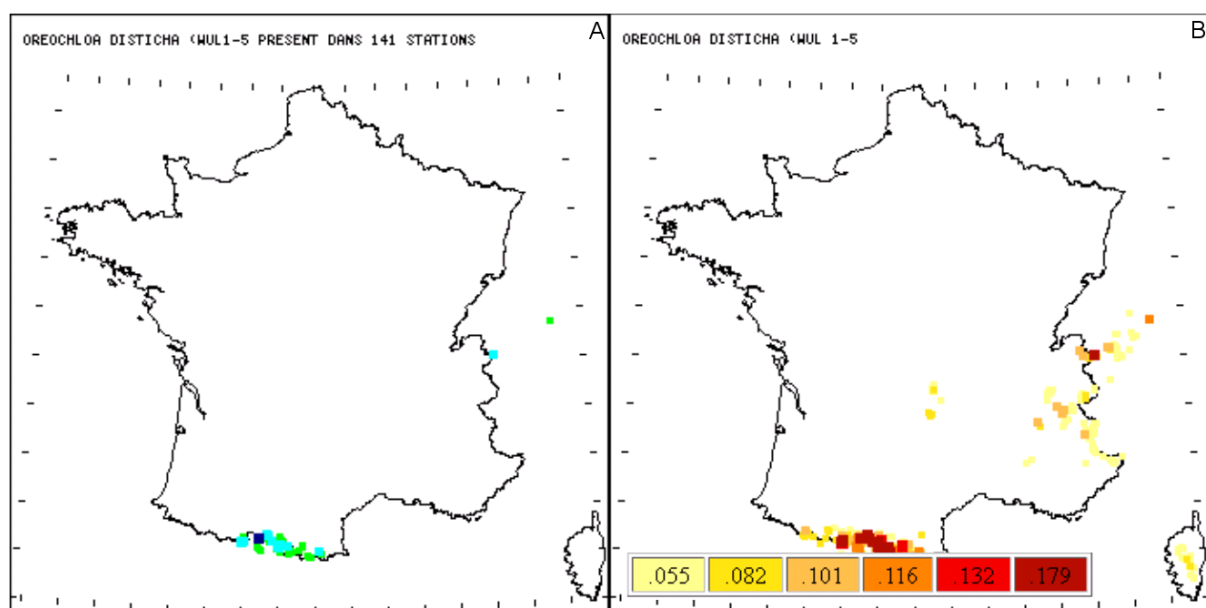 OREOCHLOA DISTICHA (WUL1-5 PRESENT DANS 141 STATIONS
A
OREOCHLOA DISTICHA (WUL 1-5
B
.055 .082 .101 .116 .132 .179